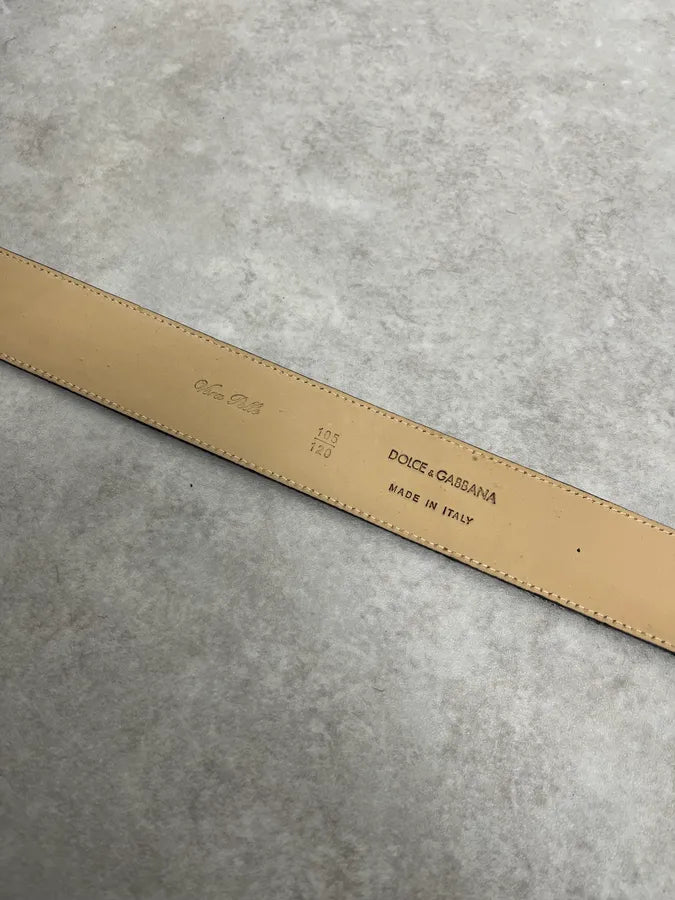 Vera Pelle
105
120
DOLCE & GABBANA
MADE IN ITALY